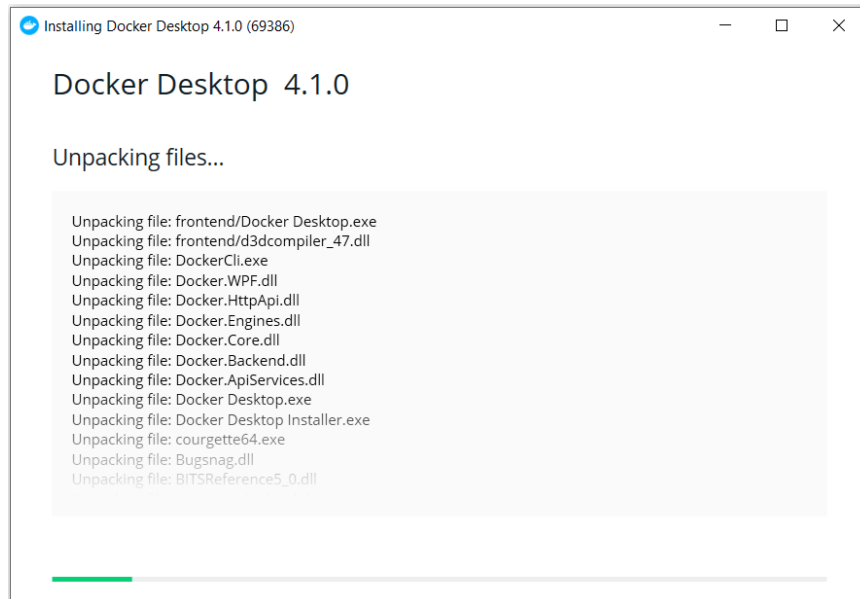 Installing Docker Desktop 4.1.0 (69386)
Docker Desktop 4.1.0
Unpacking files...
Unpacking file: frontend/Docker Desktop.exe
Unpacking file: frontend/d3dcompiler_47.dll
Unpacking file: DockerCli.exe
Unpacking file: Docker.WPF.dll
Unpacking file: Docker.HttpApi.dll
Unpacking file: Docker.Engines.dll
Unpacking file: Docker.Core.dll
Unpacking file: Docker.Backend.dll
Unpacking file: Docker.ApiServices.dll
Unpacking file: Docker Desktop.exe
Unpacking file: Docker Desktop Installer.exe
Unpacking file: courgette64.exe
Unpacking file: Bugsnag.dll
Unpacking file: BITSReference5_0.dll